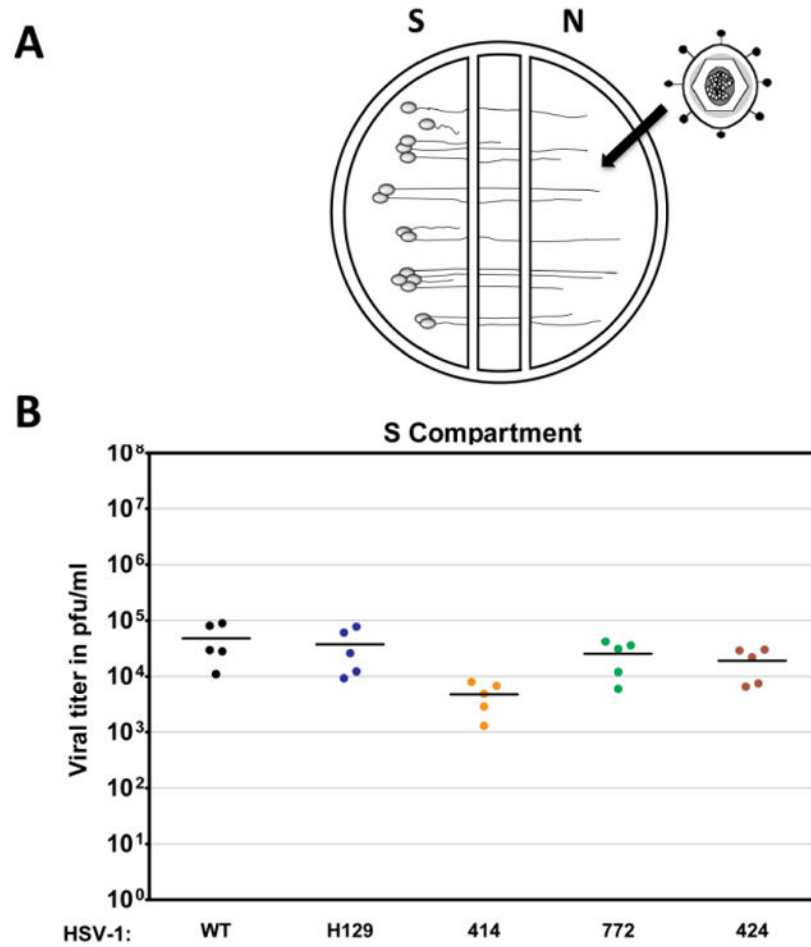 A
S N
B
S Compartment
10⁸
10⁷
10⁶
10⁵
10⁴
10³
10²
10¹
10⁰
Viral titer in pfu/ml
HSV-1: WT H129 414 772 424